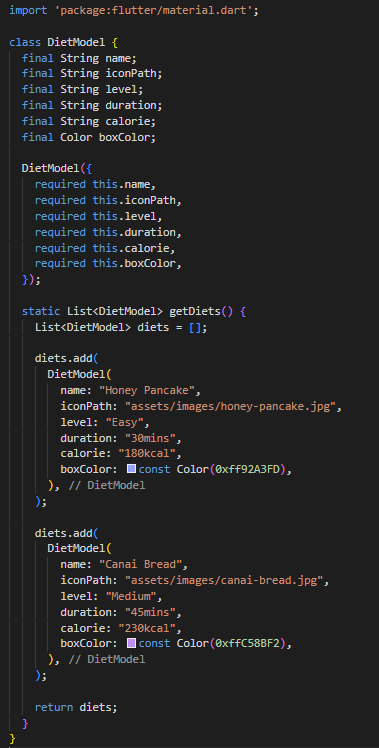 import 'package:flutter/material.dart';

class DietModel {
  final String name;
  final String iconPath;
  final String level;
  final String duration;
  final String calorie;
  final Color boxColor;

  DietModel({
    required this.name,
    required this.iconPath,
    required this.level,
    required this.duration,
    required this.calorie,
    required this.boxColor,
  });

  static List<DietModel> getDiets() {
    List<DietModel> diets = [];

    diets.add(
      DietModel(
        name: "Honey Pancake",
        iconPath: "assets/images/honey-pancake.jpg",
        level: "Easy",
        duration: "30mins",
        calorie: "180kcal",
        boxColor: const Color(0xff92A3FD),
      ), // DietModel
    );

    diets.add(
      DietModel(
        name: "Canai Bread",
        iconPath: "assets/images/canai-bread.jpg",
        level: "Medium",
        duration: "45mins",
        calorie: "230kcal",
        boxColor: const Color(0xffC58BF2),
      ), // DietModel
    );

    return diets;
  }
}